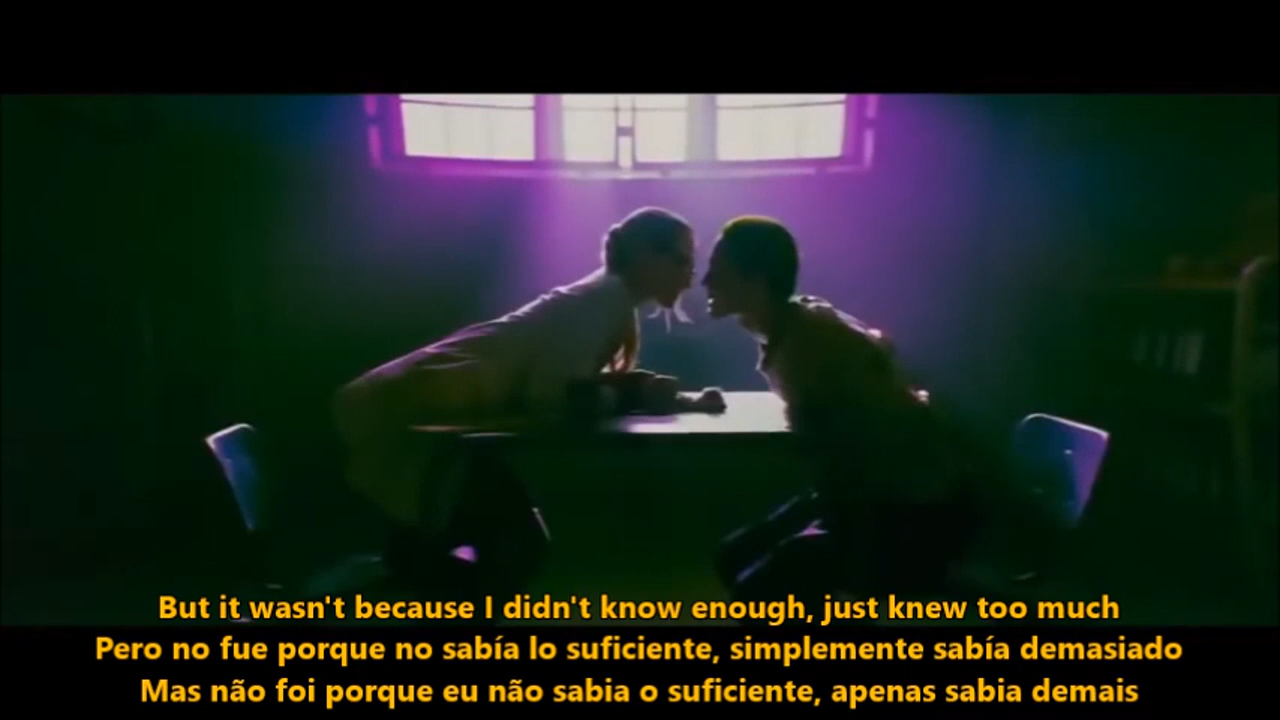 But it wasn't because I didn't know enough, just knew too much
Pero no fue porque no sabía lo suficiente, simplemente sabía demasiado
Mas não foi porque eu não sabia o suficiente, apenas sabia demais